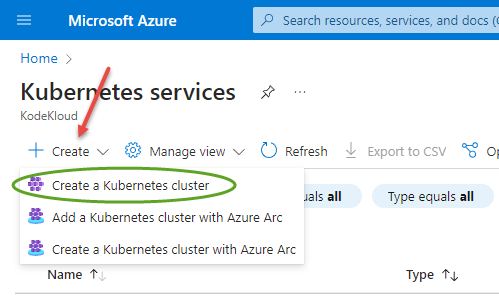 Microsoft Azure
Search resources, services, and docs (
Home
Kubernetes services
KodeKloud
Create
Manage view
Refresh
Export to CSV
Create a Kubernetes cluster
equals all
Type equals all
Add a Kubernetes cluster with Azure Arc
Create a Kubernetes cluster with Azure Arc
Name
Type